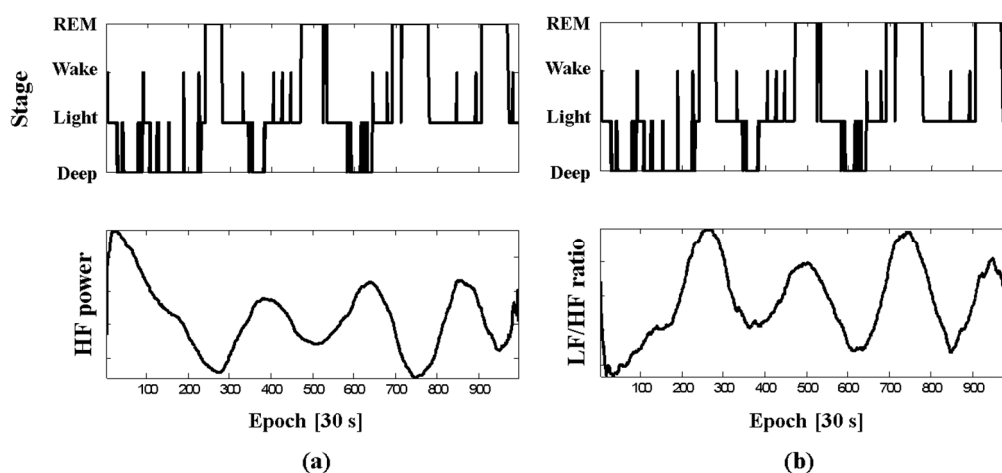 REM
Wake
Light
Deep
Stage
HF power
100 200 300 400 500 600 700 800 900
Epoch [30 s]
(a)
REM
Wake
Light
Deep
LF/HF ratio
100 200 300 400 500 600 700 800 900
Epoch [30 s]
(b)